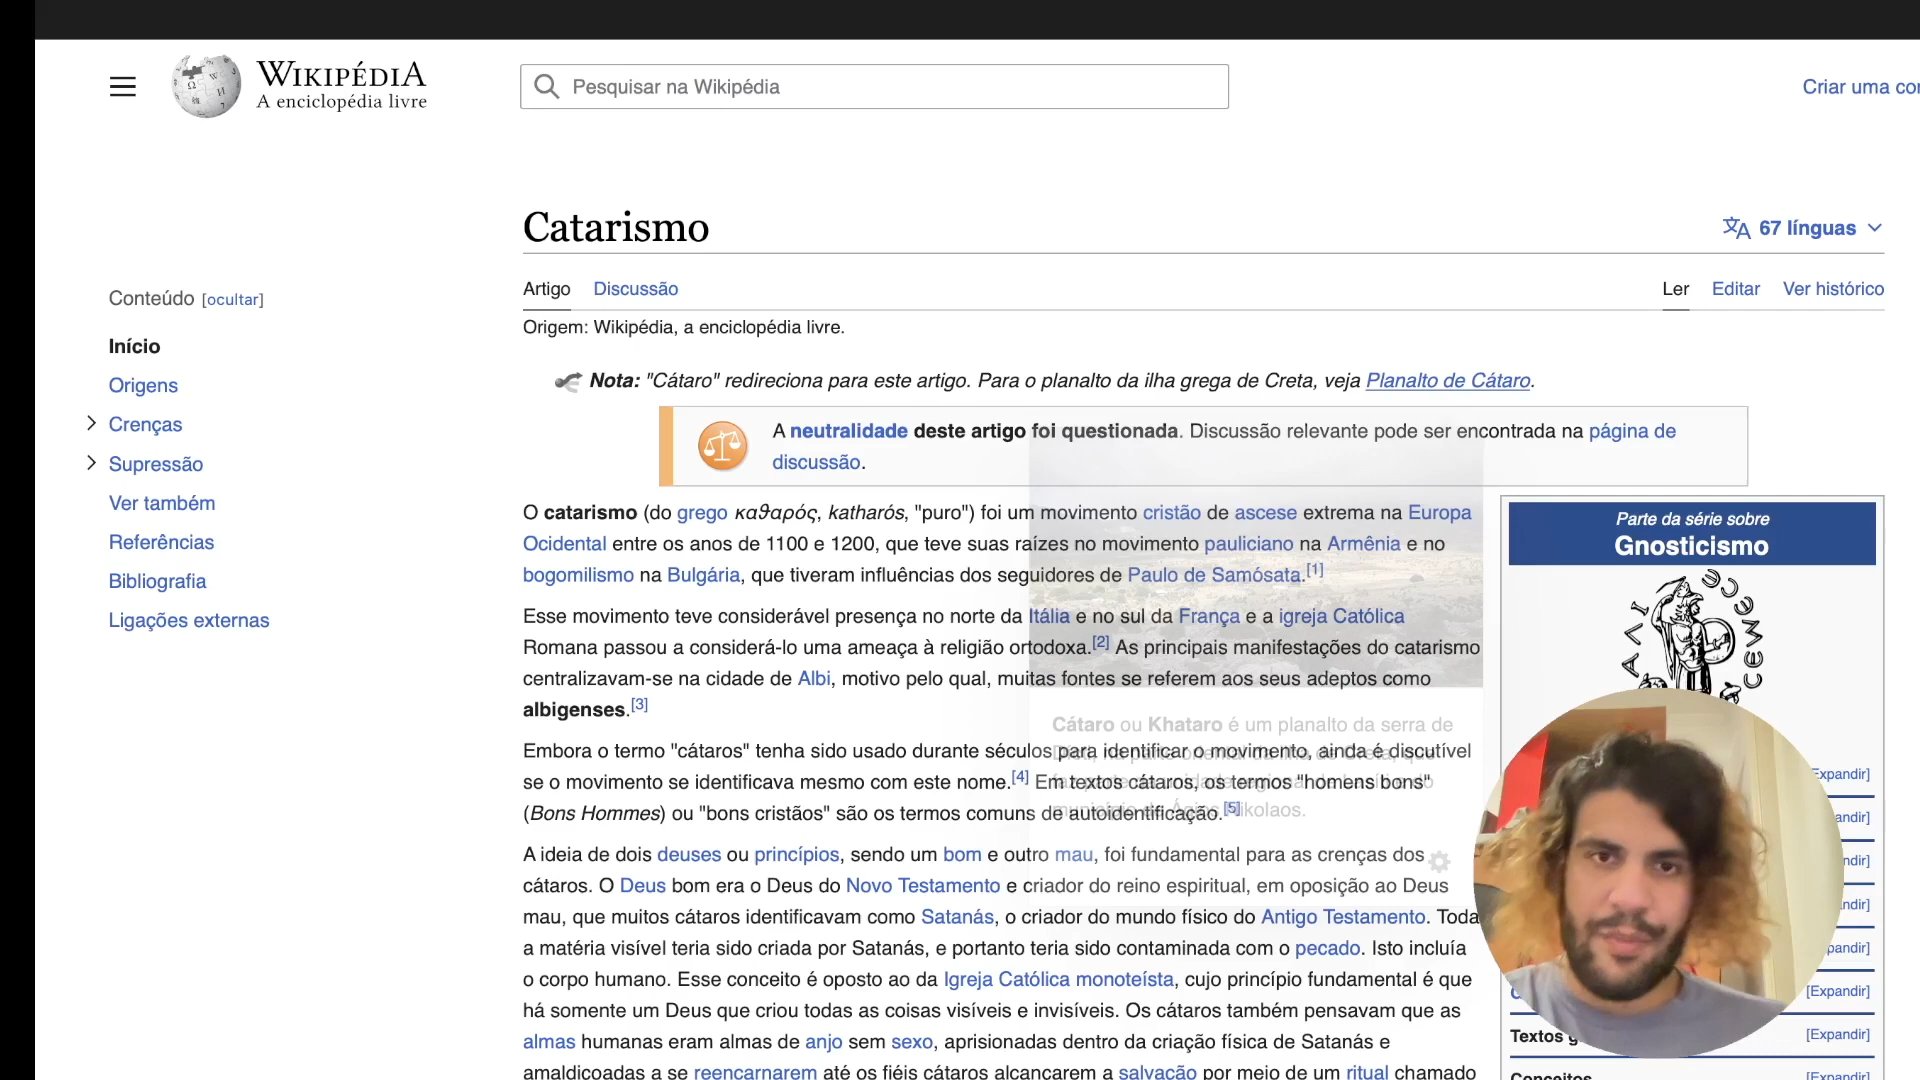 WIKIPÉDIA
A enciclopédia livre
Pesquisar na Wikipédia
Criar uma con
Catarismo
67 línguas
Artigo
Discussão
Ler
Editar
Ver histórico
Origem: Wikipédia, a enciclopédia livre.
Conteúdo [ocultar]
Início
Origens
Crenças
Supressão
Ver também
Referências
Bibliografia
Ligações externas
Nota: "Cátaro" redireciona para este artigo. Para o planalto da ilha grega de Creta, veja Planalto de Cátaro.
A neutralidade deste artigo foi questionada. Discussão relevante pode ser encontrada na página de
discussão.
O catarismo (do grego καϑαρός, katharós, "puro") foi um movimento cristão de ascese extrema na Europa
Ocidental entre os anos de 1100 e 1200, que teve suas raízes no movimento pauliciano na Armênia e no
bogomilismo na Bulgária, que tiveram influências dos seguidores de Paulo de Samósata.[1]
Esse movimento teve considerável presença no norte da Itália e no sul da França e a igreja Católica
Romana passou a considerá-lo uma ameaça à religião ortodoxa.[2] As principais manifestações do catarismo
centralizavam-se na cidade de Albi, motivo pelo qual, muitas fontes se referem aos seus adeptos como
albigenses.[3]
Embora o termo "cátaros" tenha sido usado durante séculos para identificar o movimento, ainda é discutível
se o movimento se identificava mesmo com este nome.[4] Em textos cátaros, os termos "homens bons"
(Bons Hommes) ou "bons cristãos" são os termos comuns de autoidentificação.[5]
A ideia de dois deuses ou princípios, sendo um bom e outro mau, foi fundamental para as crenças dos
cátaros. O Deus bom era o Deus do Novo Testamento e criador do reino espiritual, em oposição ao Deus
mau, que muitos cátaros identificavam como Satanás, o criador do mundo físico do Antigo Testamento. Toda
a matéria visível teria sido criada por Satanás, e portanto teria sido contaminada com o pecado. Isto incluía
o corpo humano. Esse conceito é oposto ao da Igreja Católica monoteísta, cujo princípio fundamental é que
há somente um Deus que criou todas as coisas visíveis e invisíveis. Os cátaros também pensavam que as
almas humanas eram almas de anjo sem sexo, aprisionadas dentro da criação física de Satanás e
amaldiçoadas a se reencarnarem até os fiéis cátaros alcançarem a salvação por meio de um ritual chamado
Cátaro ou Khataro é um planalto da serra de
Parte da série sobre
Gnosticismo
Expandir]
andir]
ndir]
ndir]
pandir]
[Expandir]
Textos g
[Expandir]
Conceitos
[Expandir]